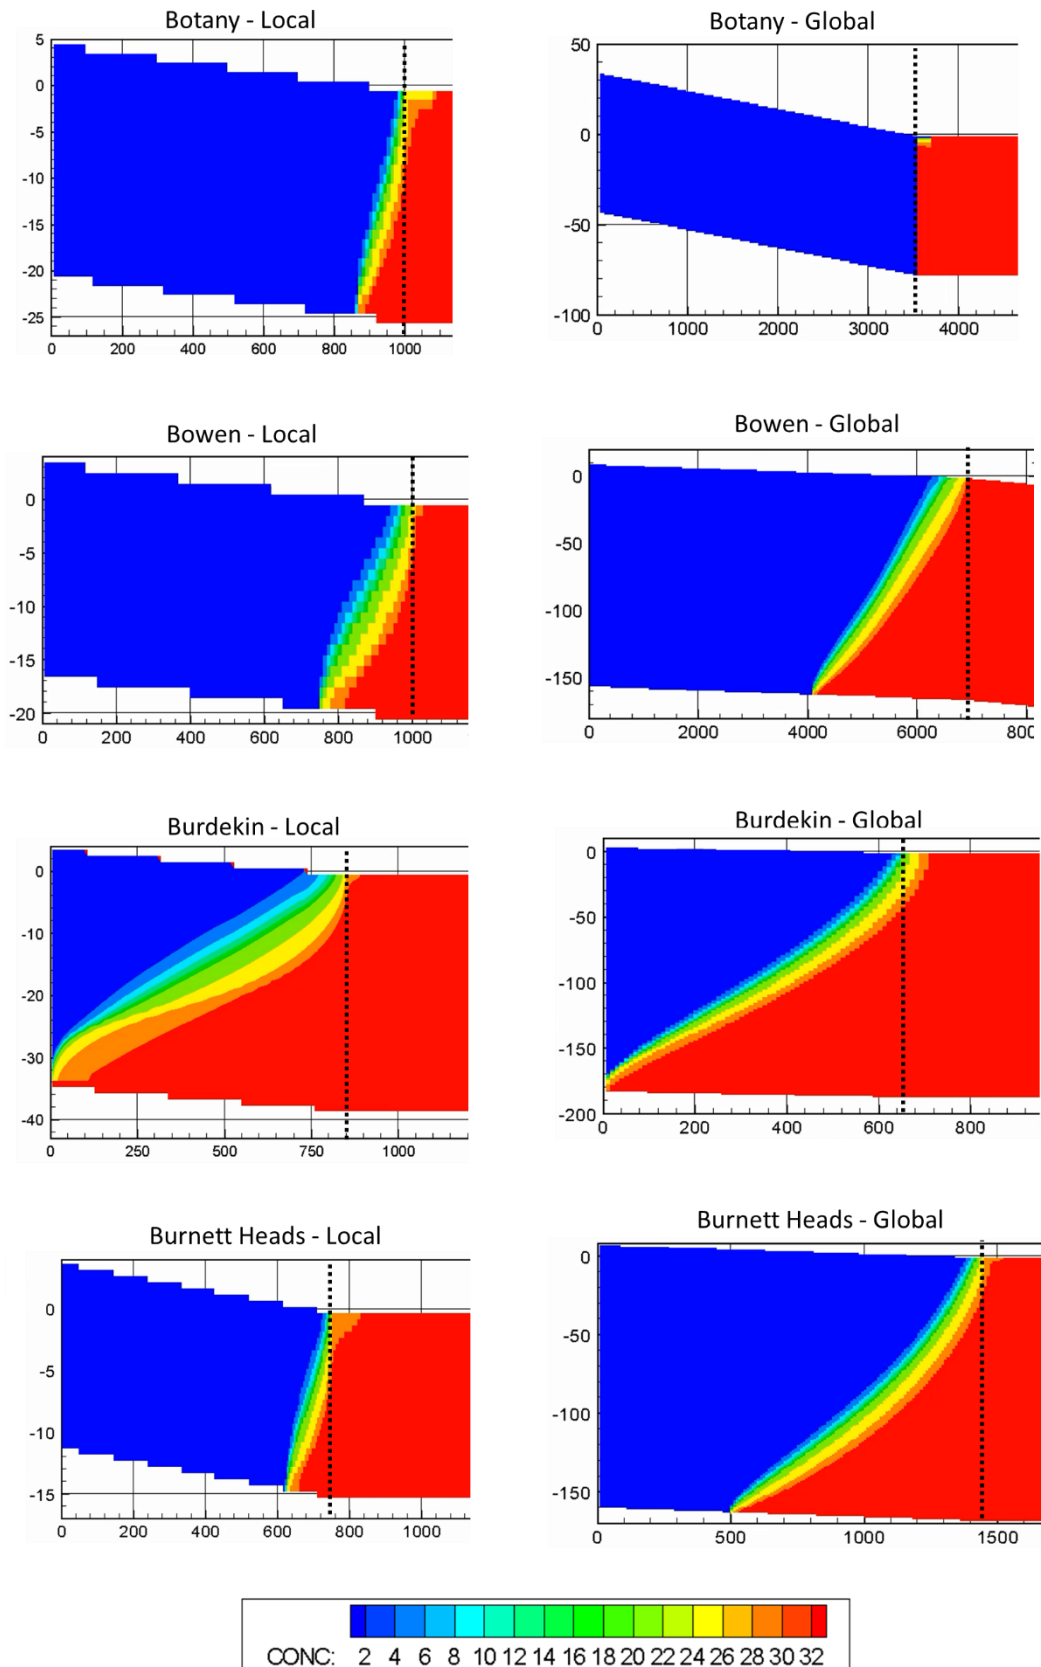 Botany - Local
5
0
-5
-10
-15
-20
-25
0 200 400 600 800 1000
Botany - Global
50
0
-50
-100
0 1000 2000 3000 4000
Bowen - Local
0
-5
-10
-15
-20
0 200 400 600 800 1000
Bowen - Global
0
-50
-100
-150
0 2000 4000 6000 800
Burdekin - Local
0
-10
-20
-30
-40
0 250 500 750 1000
Burdekin - Global
0
-50
-100
-150
-200
0 200 400 600 800
Burnett Heads - Local
0
-5
-10
-15
0 200 400 600 800 1000
Burnett Heads - Global
0
-50
-100
-150
0 500 1000 1500
CONC: 2 4 6 8 10 12 14 16 18 20 22 24 26 28 30 32